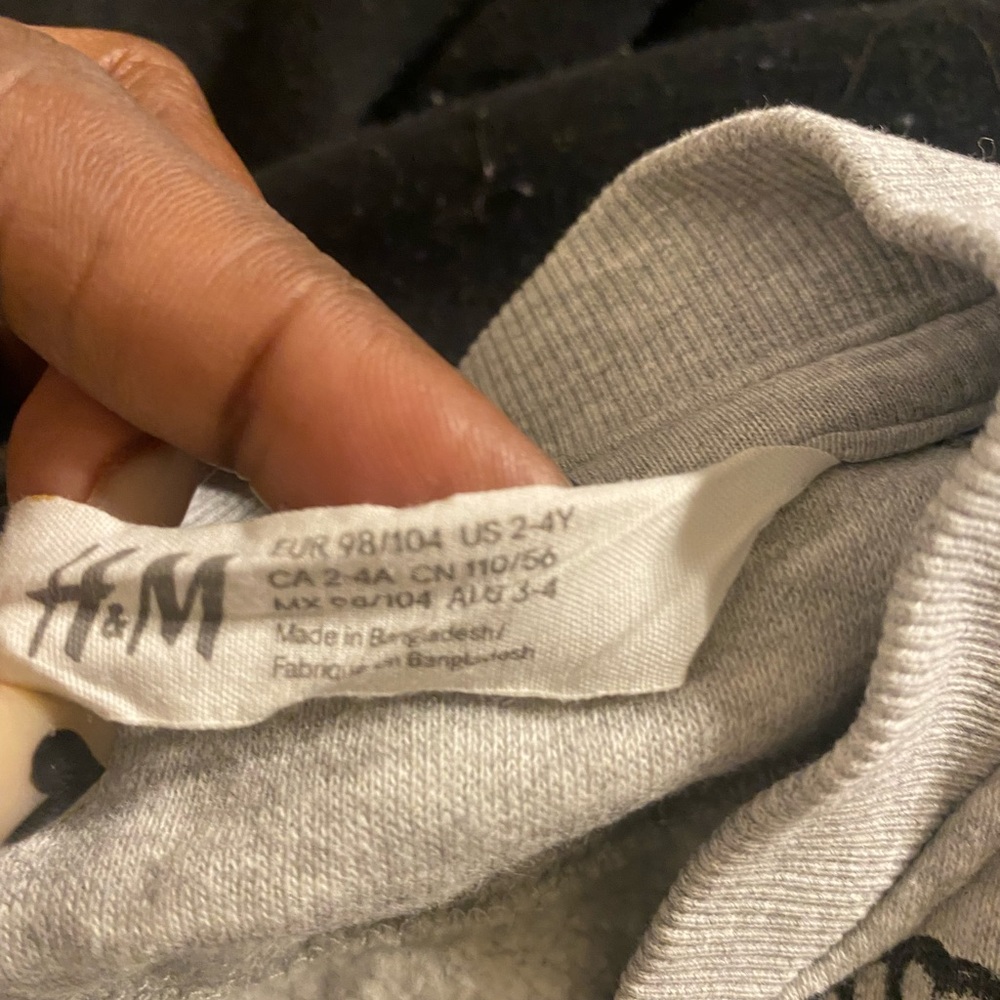 H&M
EUR 98/104 US 2-4Y
CA 2-4A CN 110/56
MX 98/104 AUS 3-4
Made in Bangladesh/
Fabriqué en Bangladesh